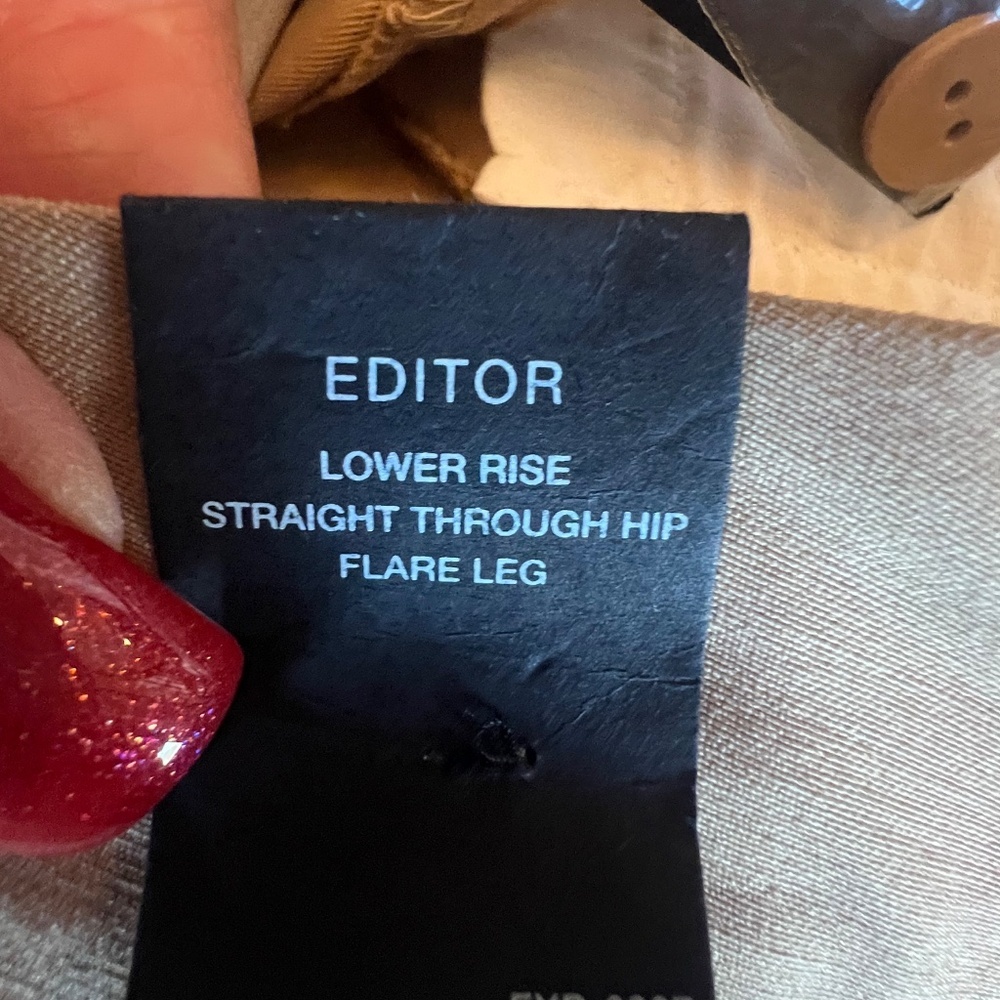 EDITOR
LOWER RISE
STRAIGHT THROUGH HIP
FLARE LEG